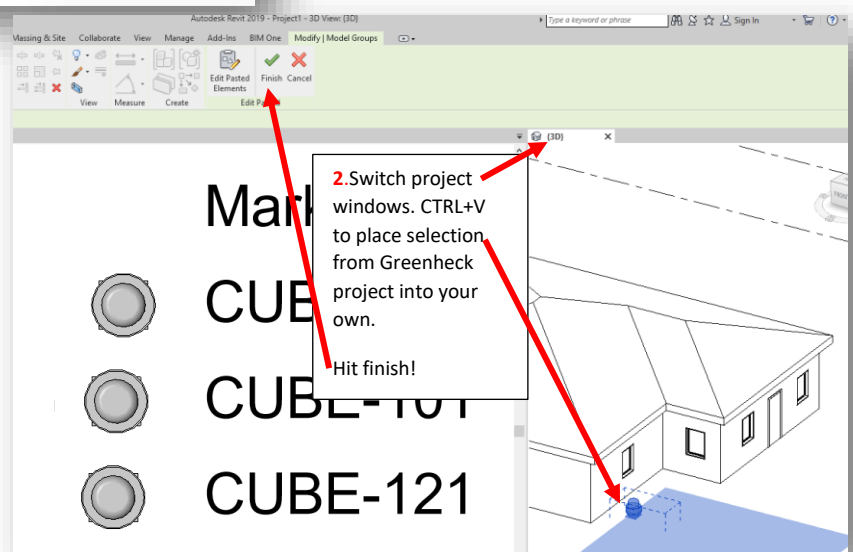 Autodesk Revit 2019 - Project1 - 3D View: {3D}
Type a keyword or phrase
Sign In
Massing & Site Collaborate View Manage Add-Ins BIM One Modify | Model Groups
Edit Pasted
Elements
Finish Cancel
View Measure Create Edit
{3D}
2.Switch project
windows. CTRL+V
to place selection
from Greenheck
project into your
own.
Hit finish!
Mark
CUBE-101
CUBE-121